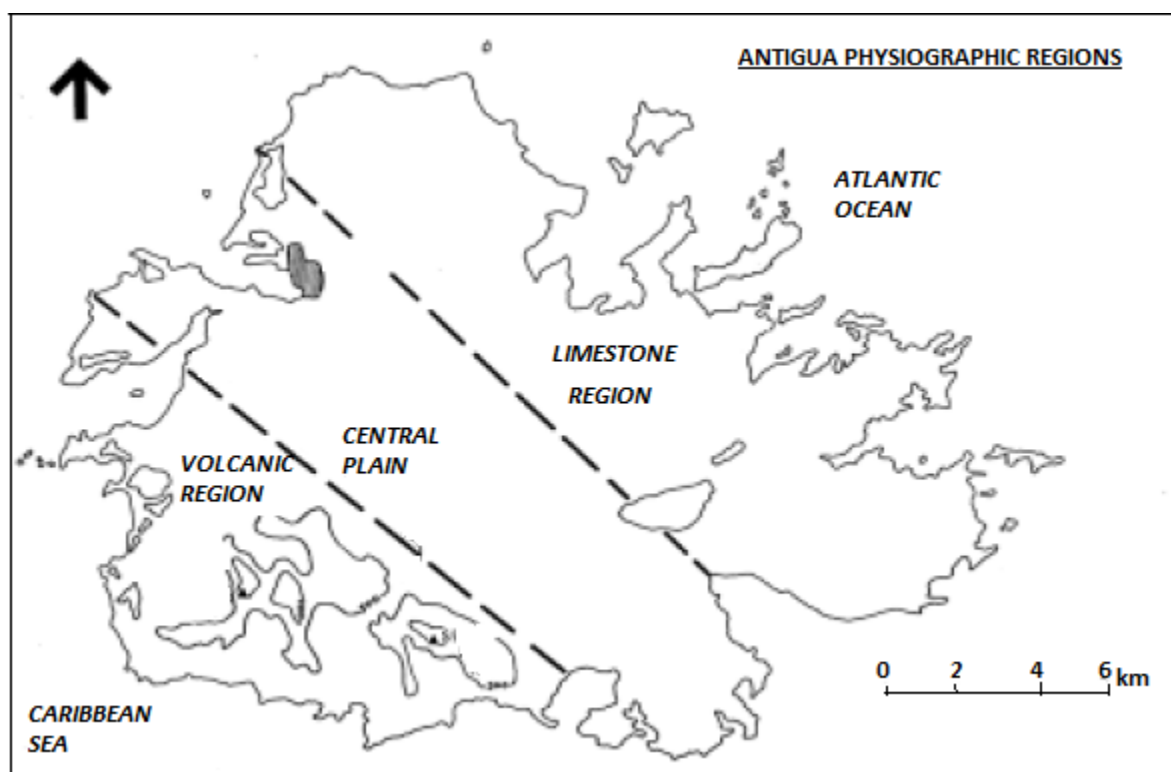 ANTIGUA PHYSIOGRAPHIC REGIONS
ATLANTIC
OCEAN
LIMESTONE
REGION
CENTRAL
PLAIN
VOLCANIC
REGION
0 2 4 6 km
CARIBBEAN
SEA